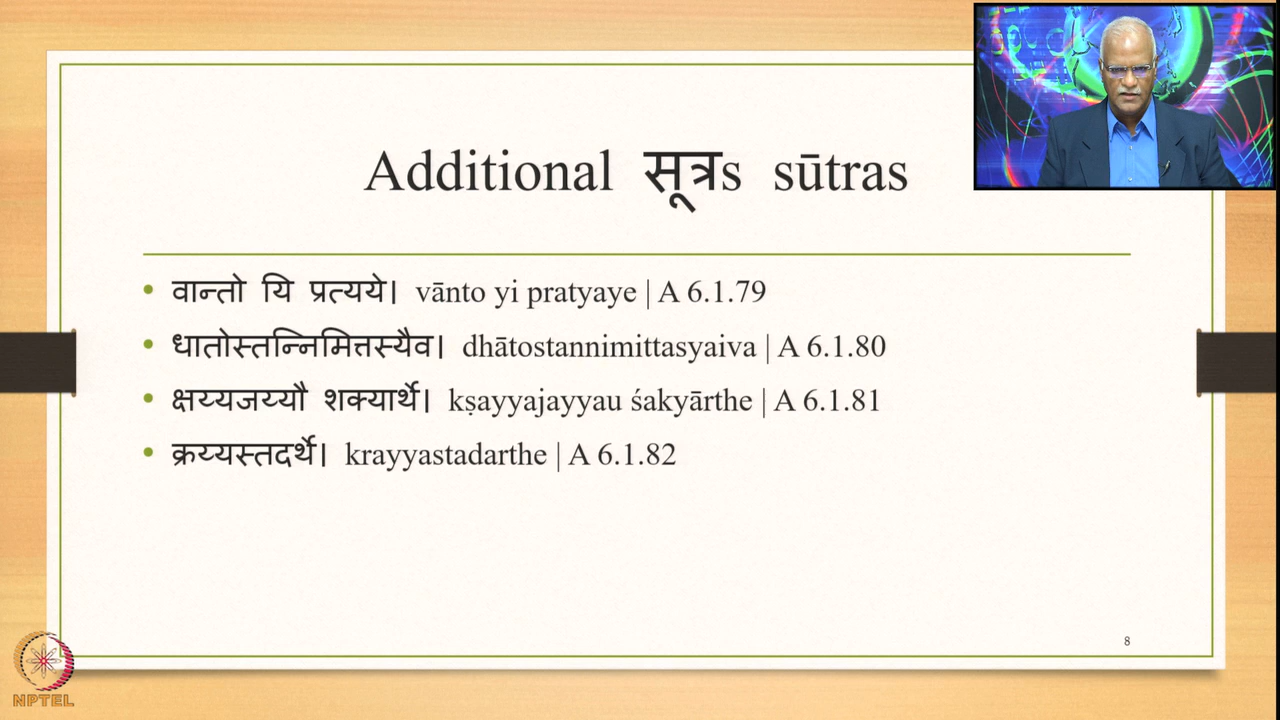 Additional सूत्रs sūtras
• वान्तो यि प्रत्यये। vānto yi pratyaye | A 6.1.79
• धातोस्तन्निमित्तस्यैव। dhātostannimittasyaiva | A 6.1.80
• क्षय्यजय्यौ शक्यार्थे। kṣayyajayyau śakyārthe | A 6.1.81
• क्रय्यस्तदर्थे। krayyastadarthe | A 6.1.82
8
NPTEL